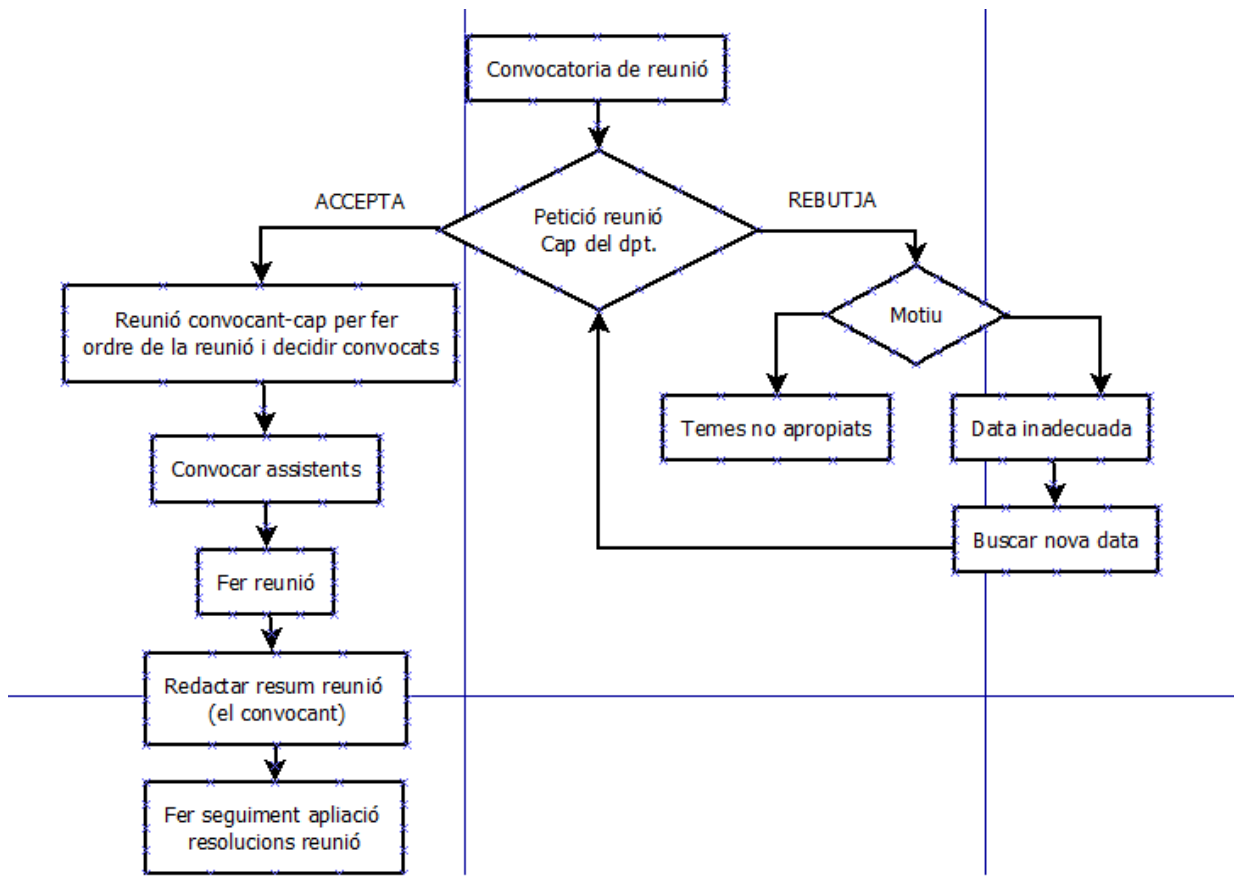 Convocatoria de reunió
Petició reunió
Cap del dpt.
ACCEPTA
REBUTJA
Reunió convocant-cap per fer
ordre de la reunió i decidir convocats
Motiu
Temes no apropiats
Data inadecuada
Convocar assistents
Buscar nova data
Fer reunió
Redactar resum reunió
(el convocant)
Fer seguiment apliació
resolucions reunió